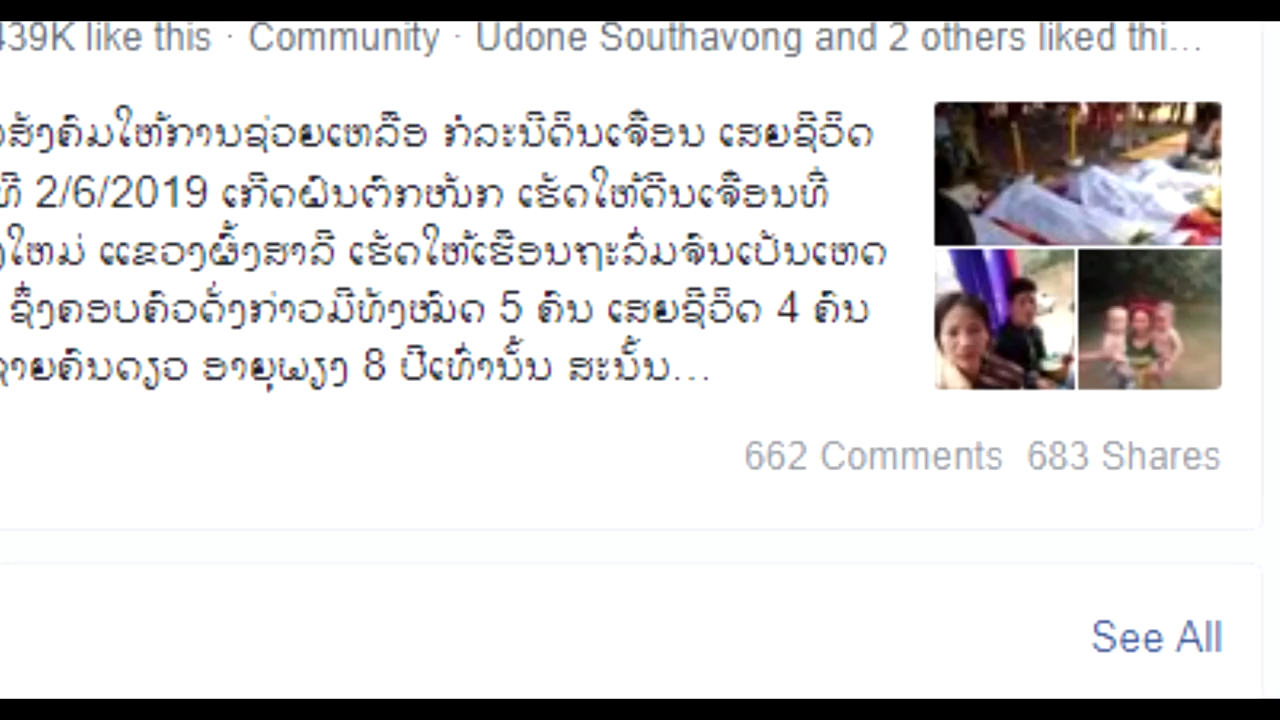 439K like this · Community · Udone Southavong and 2 others liked thi...
ສັງຄົມໃຫ້ການຊ່ວຍເຫລືອ ກໍລະນີດິນເຈື່ອນ ເສຍຊີວິດ
ທີ 2/6/2019 ເກີດຝົນຕົກໜັກ ເຮັດໃຫ້ດິນເຈື່ອນທີ່
ໃຫມ່ ແຂວງຜົ້ງສາລີ ເຮັດໃຫ້ເຮືອນຖະລົ່ມຈົນເປັນເຫດ
ຊຶ່ງຄອບຄົວດັ່ງກ່າວມີທັງໝົດ 5 ຄົນ ເສຍຊີວິດ 4 ຄົນ
ຊາຍຄົນດຽວ ອາຍຸພຽງ 8 ປີເທົ່ານັ້ນ ສະນັ້ນ...
662 Comments 683 Shares
See All